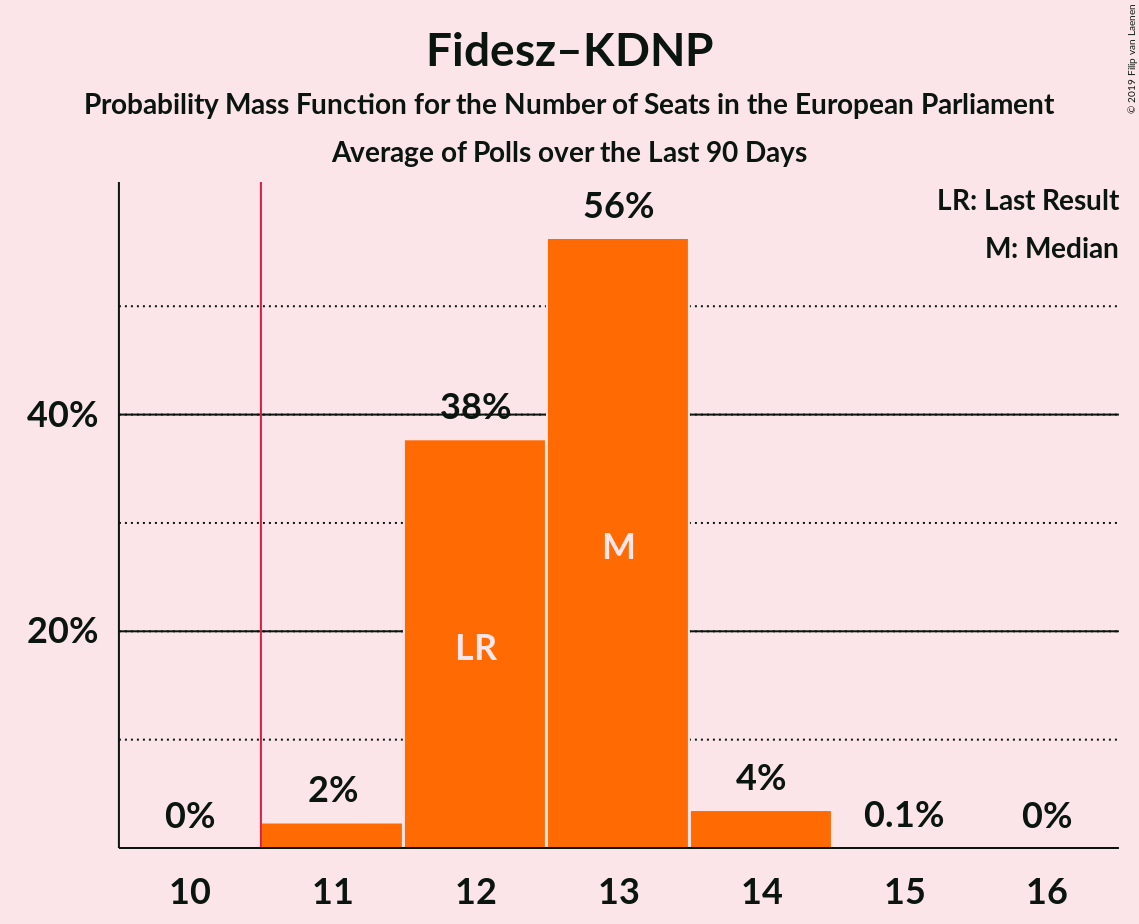 Fidesz–KDNP
Probability Mass Function for the Number of Seats in the European Parliament
Average of Polls over the Last 90 Days
© 2019 Filip van Laenen
LR: Last Result
M: Median
56%
40%
38%
M
20%
LR
0%
2%
4%
0.1%
0%
10 11 12 13 14 15 16